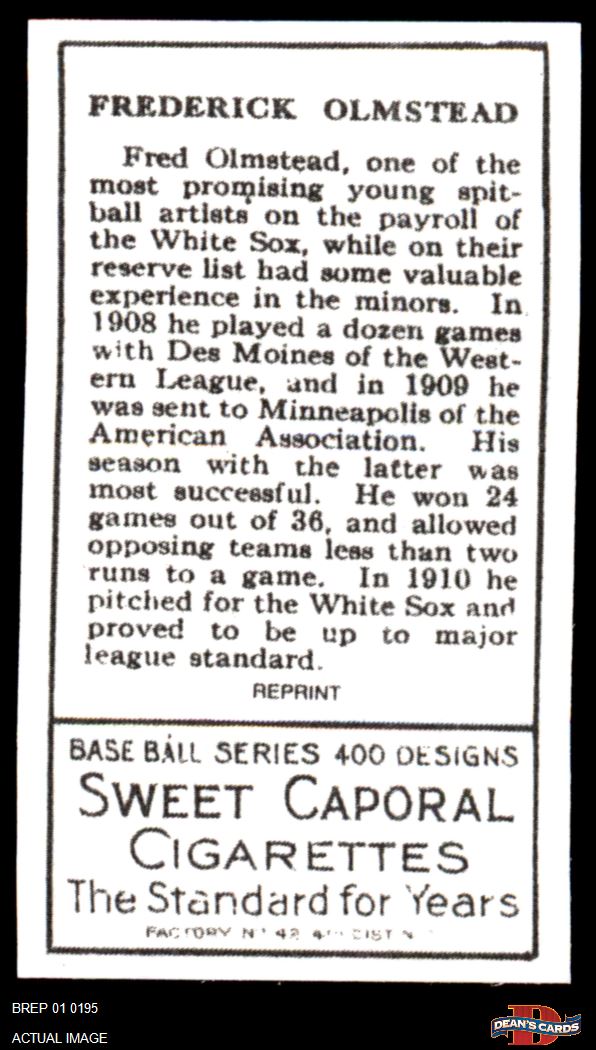 FREDERICK OLMSTEAD
Fred Olmstead, one of the
most promising young spit-
ball artists on the payroll of
the White Sox, while on their
reserve list had some valuable
experience in the minors. In
1908 he played a dozen games
with Des Moines of the West-
ern League, and in 1909 he
was sent to Minneapolis of the
American Association. His
season with the latter was
most successful. He won 24
games out of 36, and allowed
opposing teams less than two
runs to a game. In 1910 he
pitched for the White Sox and
proved to be up to major
league standard.
REPRINT
BASE BALL SERIES 400 DESIGNS
SWEET CAPORAL
CIGARETTES
The Standard for Years
FACTORY No 42 4TH DIST N
BREP 01 0195
ACTUAL IMAGE
D
DEAN'S CARDS